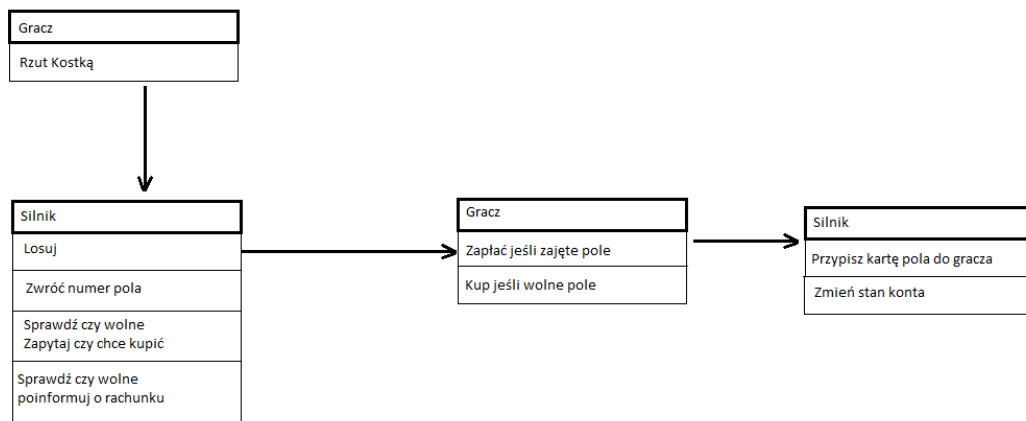 Gracz
Rzut Kostką
Silnik
Losuj
Zwróć numer pola
Sprawdź czy wolne
Zapytaj czy chce kupić
Sprawdź czy wolne
poinformuj o rachunku
Gracz
Zapłać jeśli zajęte pole
Kup jeśli wolne pole
Silnik
Przypisz kartę pola do gracza
Zmień stan konta